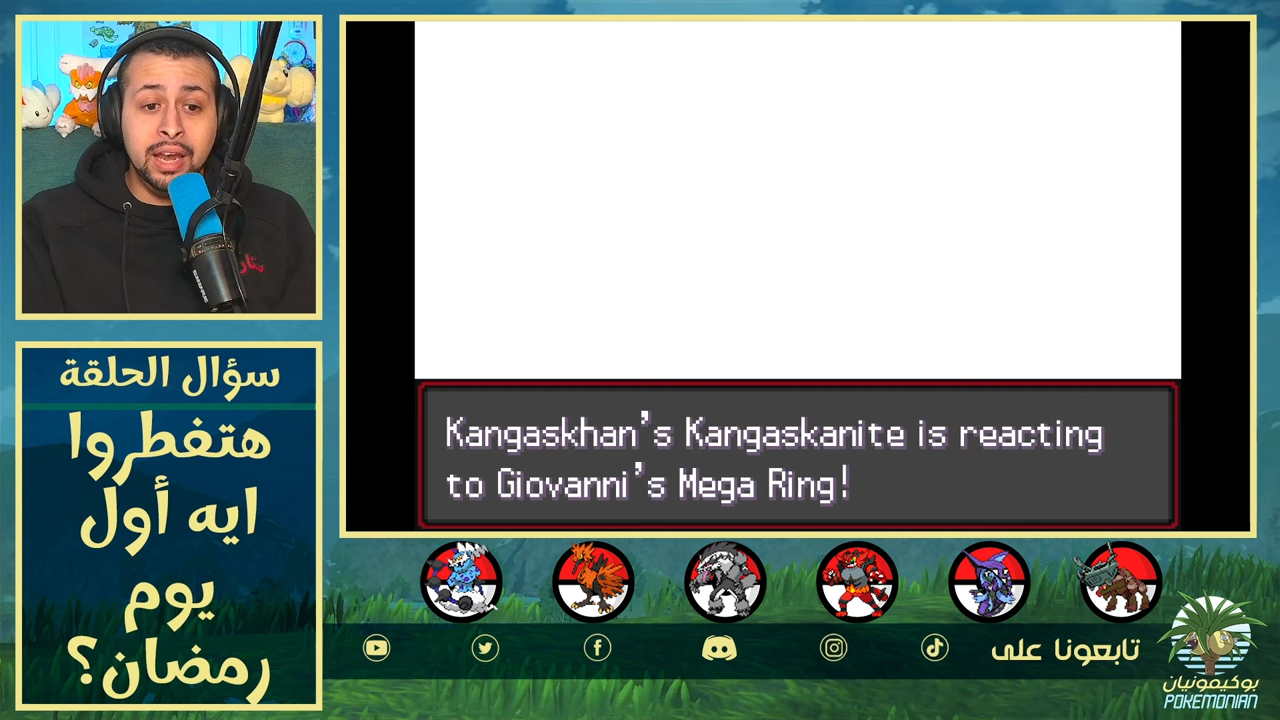 سؤال الحلقة
هتفطروا
ايه أول
يوم
رمضان؟
Kangaskhan's Kangaskanite is reacting
to Giovanni's Mega Ring!
تابعونا على
بوكيمونيان
POKEMONIAN